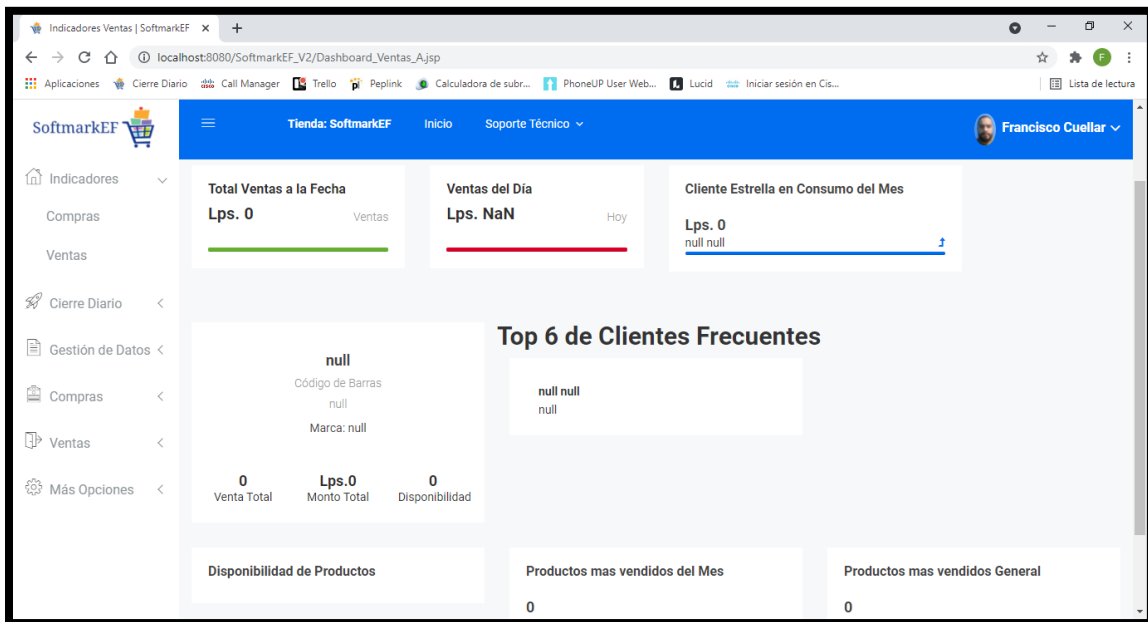 Indicadores Ventas | SoftmarkEF
localhost:8080/SoftmarkEF_V2/Dashboard_Ventas_A.jsp
F
Aplicaciones Cierre Diario Call Manager Trello Peplink Calculadora de subr... PhoneUP User Web... Lucid Iniciar sesión en Cis... Lista de lectura
SoftmarkEF
Tienda: SoftmarkEF Inicio Soporte Técnico Francisco Cuellar
Indicadores
Compras
Ventas
Cierre Diario
Gestión de Datos
Compras
Ventas
Más Opciones
Total Ventas a la Fecha
Lps. 0 Ventas
Ventas del Día
Lps. NaN Hoy
Cliente Estrella en Consumo del Mes
Lps. 0
null null
null
Código de Barras
null
Marca: null
0 Lps.0 0
Venta Total Monto Total Disponibilidad
Top 6 de Clientes Frecuentes
null null
null
Disponibilidad de Productos
Productos mas vendidos del Mes
0
Productos mas vendidos General
0